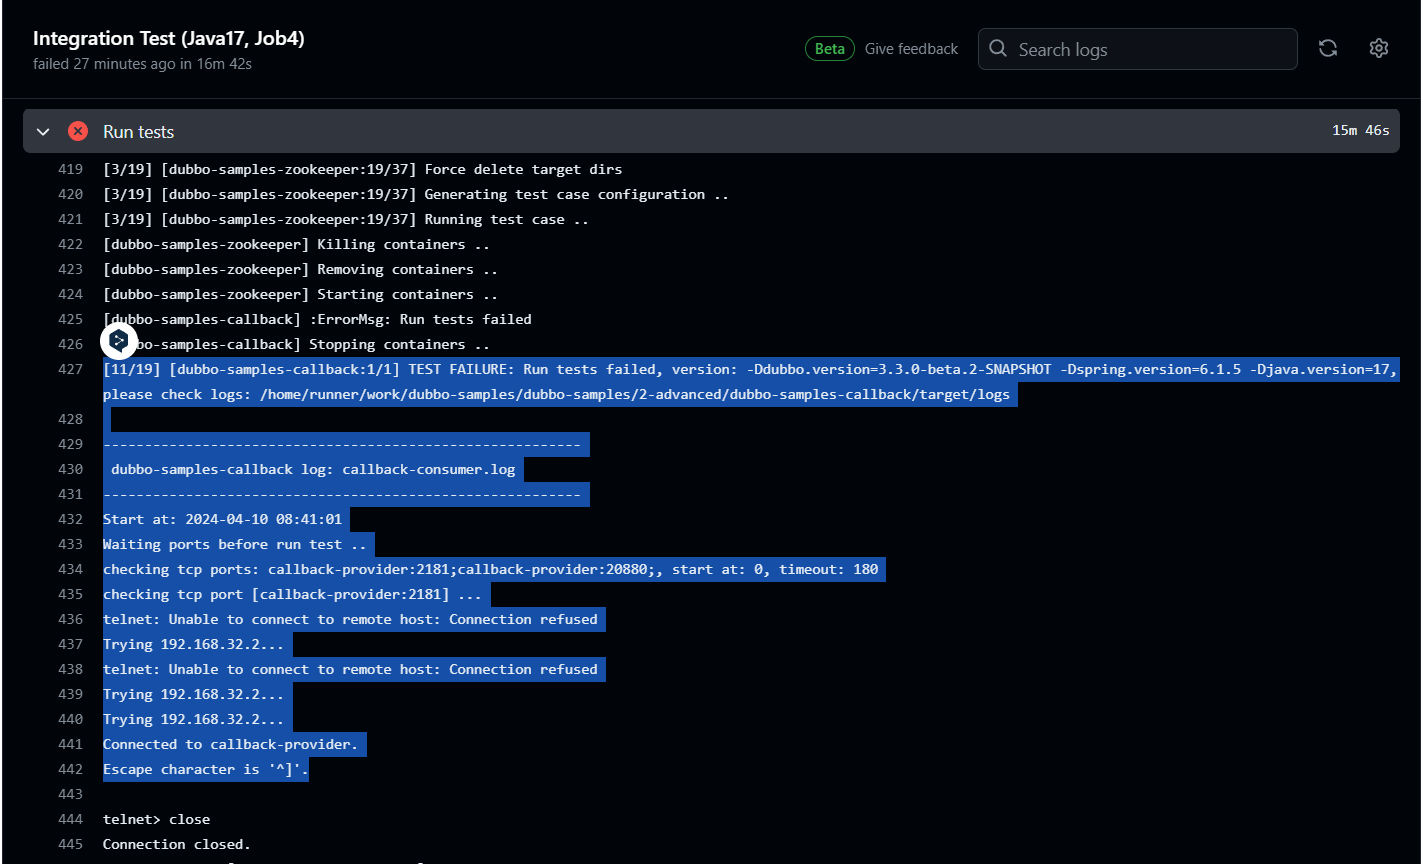 Integration Test (Java17, Job4)
failed 27 minutes ago in 16m 42s
Beta Give feedback Search logs
Run tests 15m 46s
419 [3/19] [dubbo-samples-zookeeper:19/37] Force delete target dirs
420 [3/19] [dubbo-samples-zookeeper:19/37] Generating test case configuration ..
421 [3/19] [dubbo-samples-zookeeper:19/37] Running test case ..
422 [dubbo-samples-zookeeper] Killing containers ..
423 [dubbo-samples-zookeeper] Removing containers ..
424 [dubbo-samples-zookeeper] Starting containers ..
425 [dubbo-samples-callback] :ErrorMsg: Run tests failed
426 bo-samples-callback] Stopping containers ..
427 [11/19] [dubbo-samples-callback:1/1] TEST FAILURE: Run tests failed, version: -Ddubbo.version=3.3.0-beta.2-SNAPSHOT -Dspring.version=6.1.5 -Djava.version=17,
please check logs: /home/runner/work/dubbo-samples/dubbo-samples/2-advanced/dubbo-samples-callback/target/logs
428
429 ----------------------------------------------------------
430 dubbo-samples-callback log: callback-consumer.log
431 ----------------------------------------------------------
432 Start at: 2024-04-10 08:41:01
433 Waiting ports before run test ..
434 checking tcp ports: callback-provider:2181;callback-provider:20880;, start at: 0, timeout: 180
435 checking tcp port [callback-provider:2181] ...
436 telnet: Unable to connect to remote host: Connection refused
437 Trying 192.168.32.2...
438 telnet: Unable to connect to remote host: Connection refused
439 Trying 192.168.32.2...
440 Trying 192.168.32.2...
441 Connected to callback-provider.
442 Escape character is '^]'.
443
444 telnet> close
445 Connection closed.